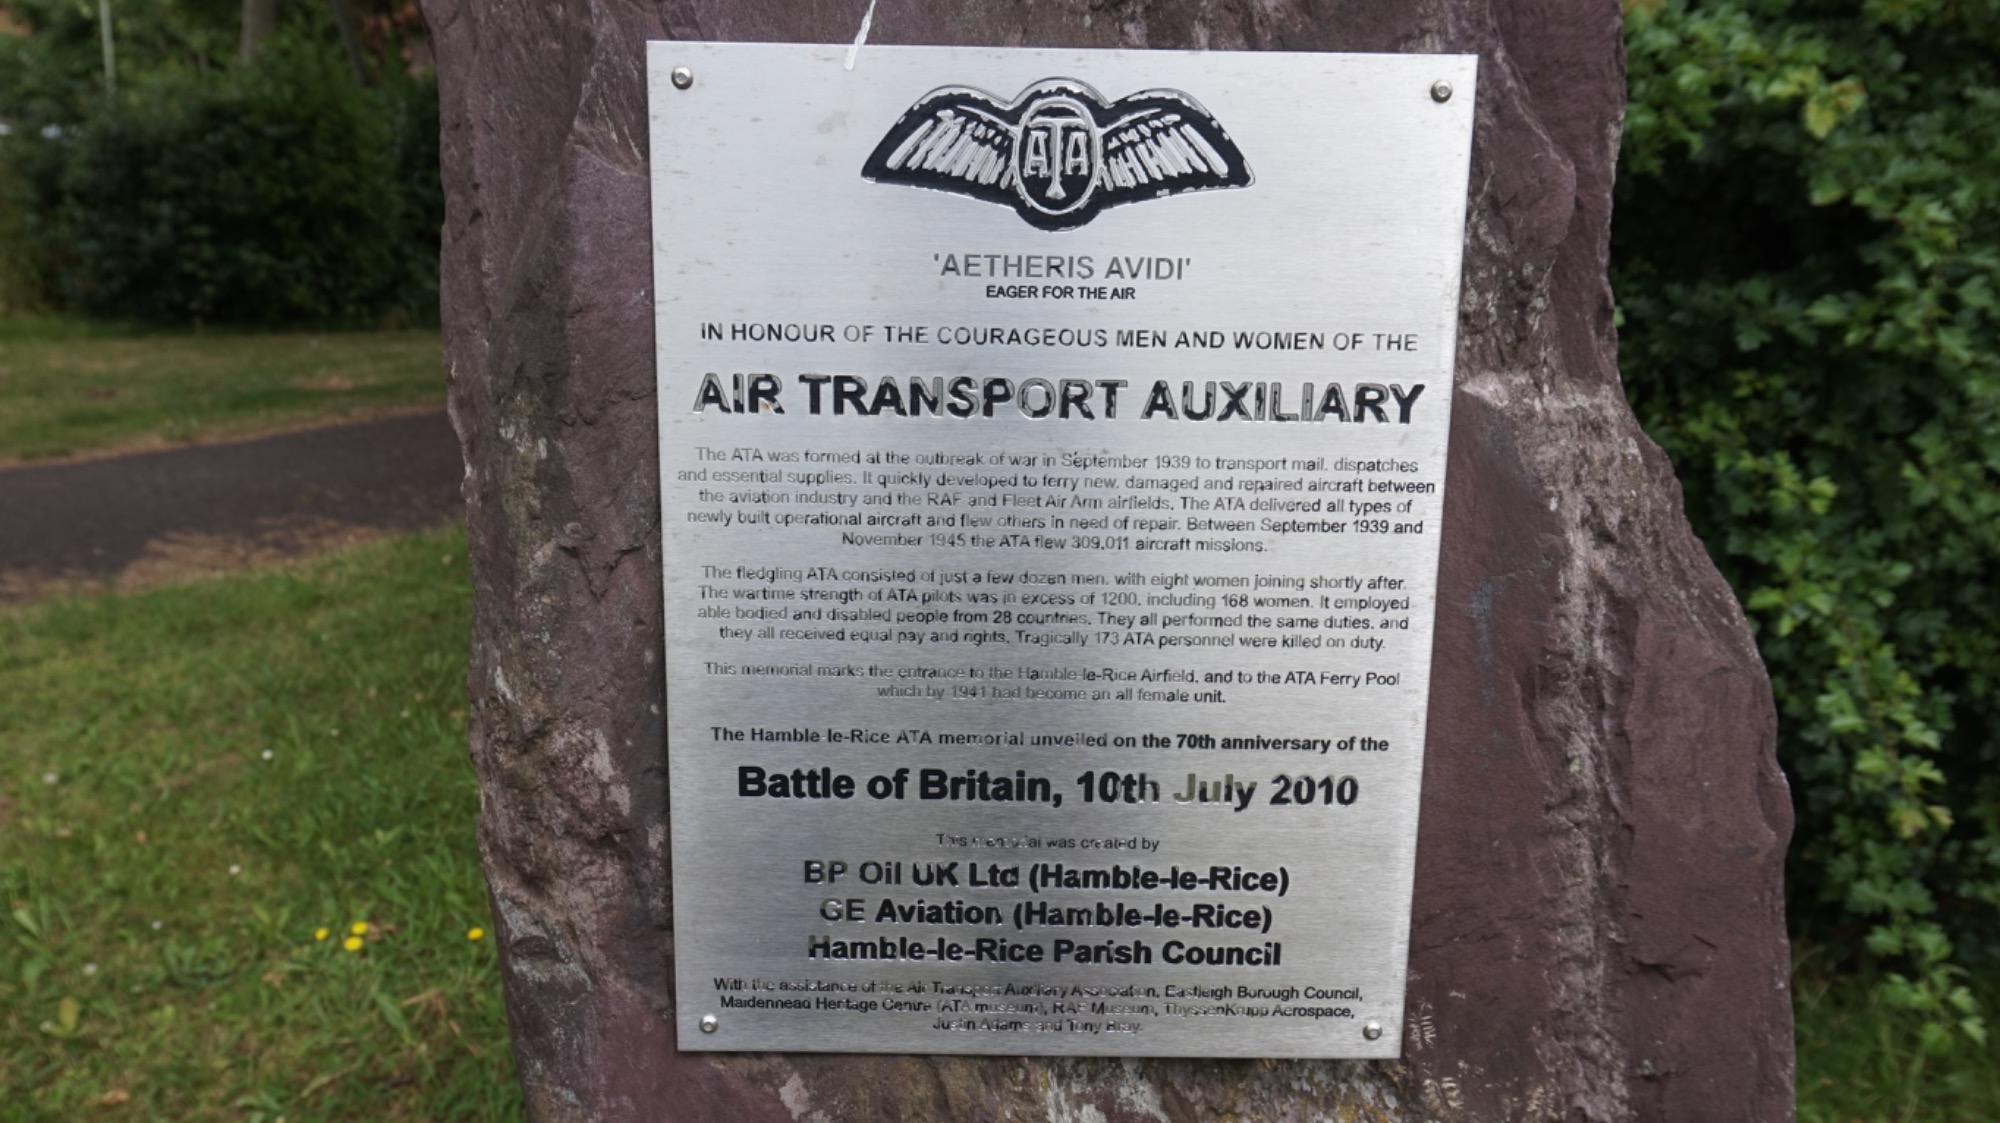 ATA
'AETHERIS AVIDI'
EAGER FOR THE AIR
IN HONOUR OF THE COURAGEOUS MEN AND WOMEN OF THE
AIR TRANSPORT AUXILIARY
The ATA was formed at the outbreak of war in September 1939 to transport mail, dispatches
and essential supplies. It quickly developed to ferry new, damaged and repaired aircraft between
the aviation industry and the RAF and Fleet Air Arm airfields. The ATA delivered all types of
newly built operational aircraft and flew others in need of repair. Between September 1939 and
November 1945 the ATA flew 309,011 aircraft missions.
The fledgling ATA consisted of just a few dozen men, with eight women joining shortly after.
The wartime strength of ATA pilots was in excess of 1200, including 168 women. It employed
able bodied and disabled people from 28 countries. They all performed the same duties, and
they all received equal pay and rights. Tragically 173 ATA personnel were killed on duty.
This memorial marks the entrance to the Hamble-le-Rice Airfield, and to the ATA Ferry Pool
which by 1941 had become an all female unit.
The Hamble-le-Rice ATA memorial unveiled on the 70th anniversary of the
Battle of Britain, 10th July 2010
This memorial was created by
BP Oil UK Ltd (Hamble-le-Rice)
GE Aviation (Hamble-le-Rice)
Hamble-le-Rice Parish Council
With the assistance of the Air Transport Auxiliary Association, Eastleigh Borough Council,
Maidenhead Heritage Centre (ATA museum), RAF Museum, ThyssenKrupp Aerospace,
Justin Adams and Tony Bray.